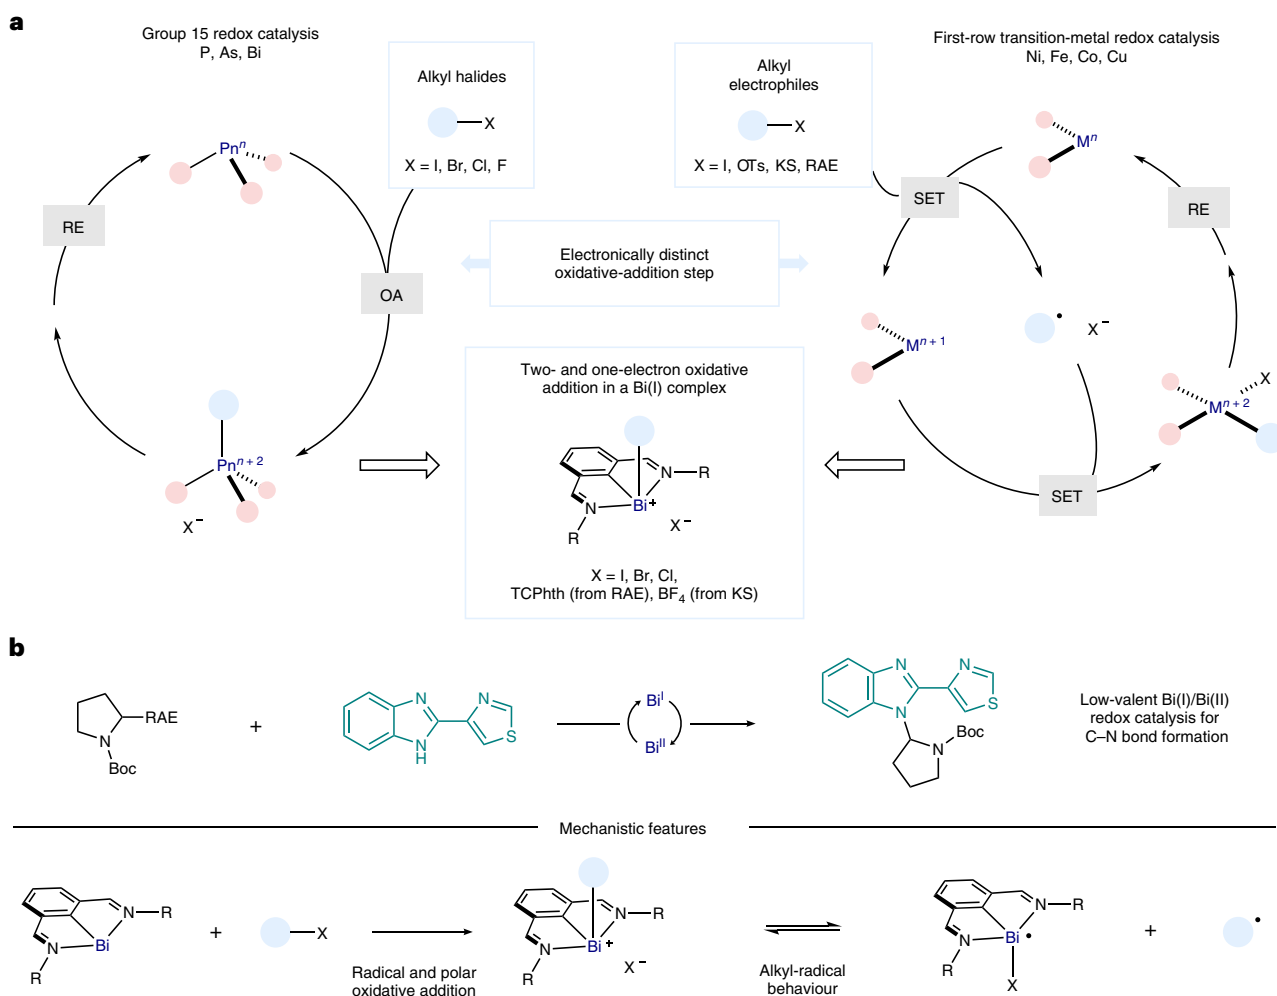 a
Group 15 redox catalysis
P, As, Bi
Alkyl halides
X
X = I, Br, Cl, F
Alkyl
electrophiles
X
X = I, OTs, KS, RAE
First-row transition-metal redox catalysis
Ni, Fe, Co, Cu
Pnⁿ
RE
OA
Pnⁿ⁺²
X⁻
Electronically distinct
oxidative-addition step
Mⁿ
SET
RE
Mⁿ⁺¹
•
X⁻
X
Mⁿ⁺²
SET
Two- and one-electron oxidative
addition in a Bi(I) complex
N
R
N
Bi⁺
R
X⁻
X = I, Br, Cl,
TCPhth (from RAE), BF₄ (from KS)
b
RAE
N
Boc
+
N
N
H
N
S
Biᴵ
Biᴵᴵ
N
N
N
S
N
Boc
Low-valent Bi(I)/Bi(II)
redox catalysis for
C–N bond formation
Mechanistic features
N
R
N
Bi
R
+
X
Radical and polar
oxidative addition
N
R
N
Bi⁺
R
X⁻
Alkyl-radical
behaviour
N
R
N
Bi•
R
X
+
•